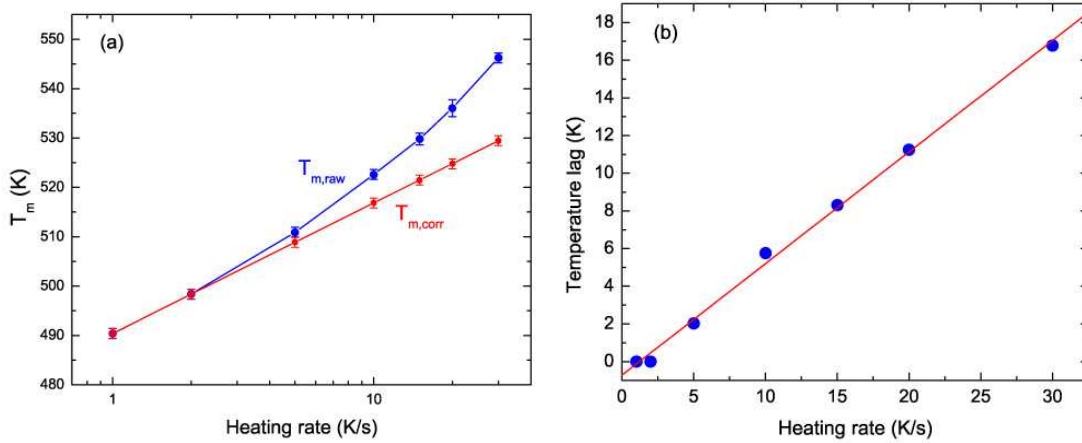 (a)
550
540
530
520
510
500
490
480
T_m (K)
T_m,raw
T_m,corr
1
10
Heating rate (K/s)
(b)
18
16
14
12
10
8
6
4
2
0
Temperature lag (K)
0 5 10 15 20 25 30
Heating rate (K/s)